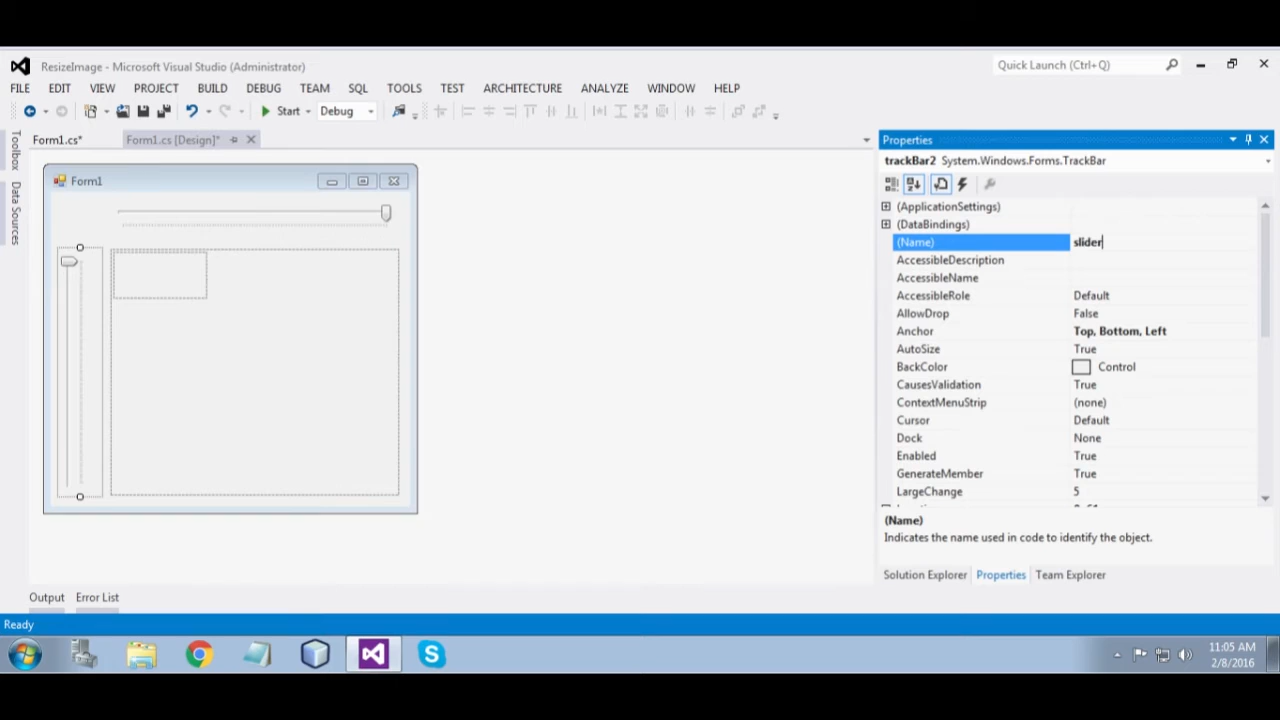 ResizeImage - Microsoft Visual Studio (Administrator)
Quick Launch (Ctrl+Q)
FILE EDIT VIEW PROJECT BUILD DEBUG TEAM SQL TOOLS TEST ARCHITECTURE ANALYZE WINDOW HELP
Start Debug
Form1.cs* Form1.cs [Design]*
Toolbox
Data Sources
Form1
Properties
trackBar2 System.Windows.Forms.TrackBar
(ApplicationSettings)
(DataBindings)
(Name) slider
AccessibleDescription
AccessibleName
AccessibleRole Default
AllowDrop False
Anchor Top, Bottom, Left
AutoSize True
BackColor Control
CausesValidation True
ContextMenuStrip (none)
Cursor Default
Dock None
Enabled True
GenerateMember True
LargeChange 5
(Name)
Indicates the name used in code to identify the object.
Solution Explorer Properties Team Explorer
Output Error List
Ready
11:05 AM
2/8/2016